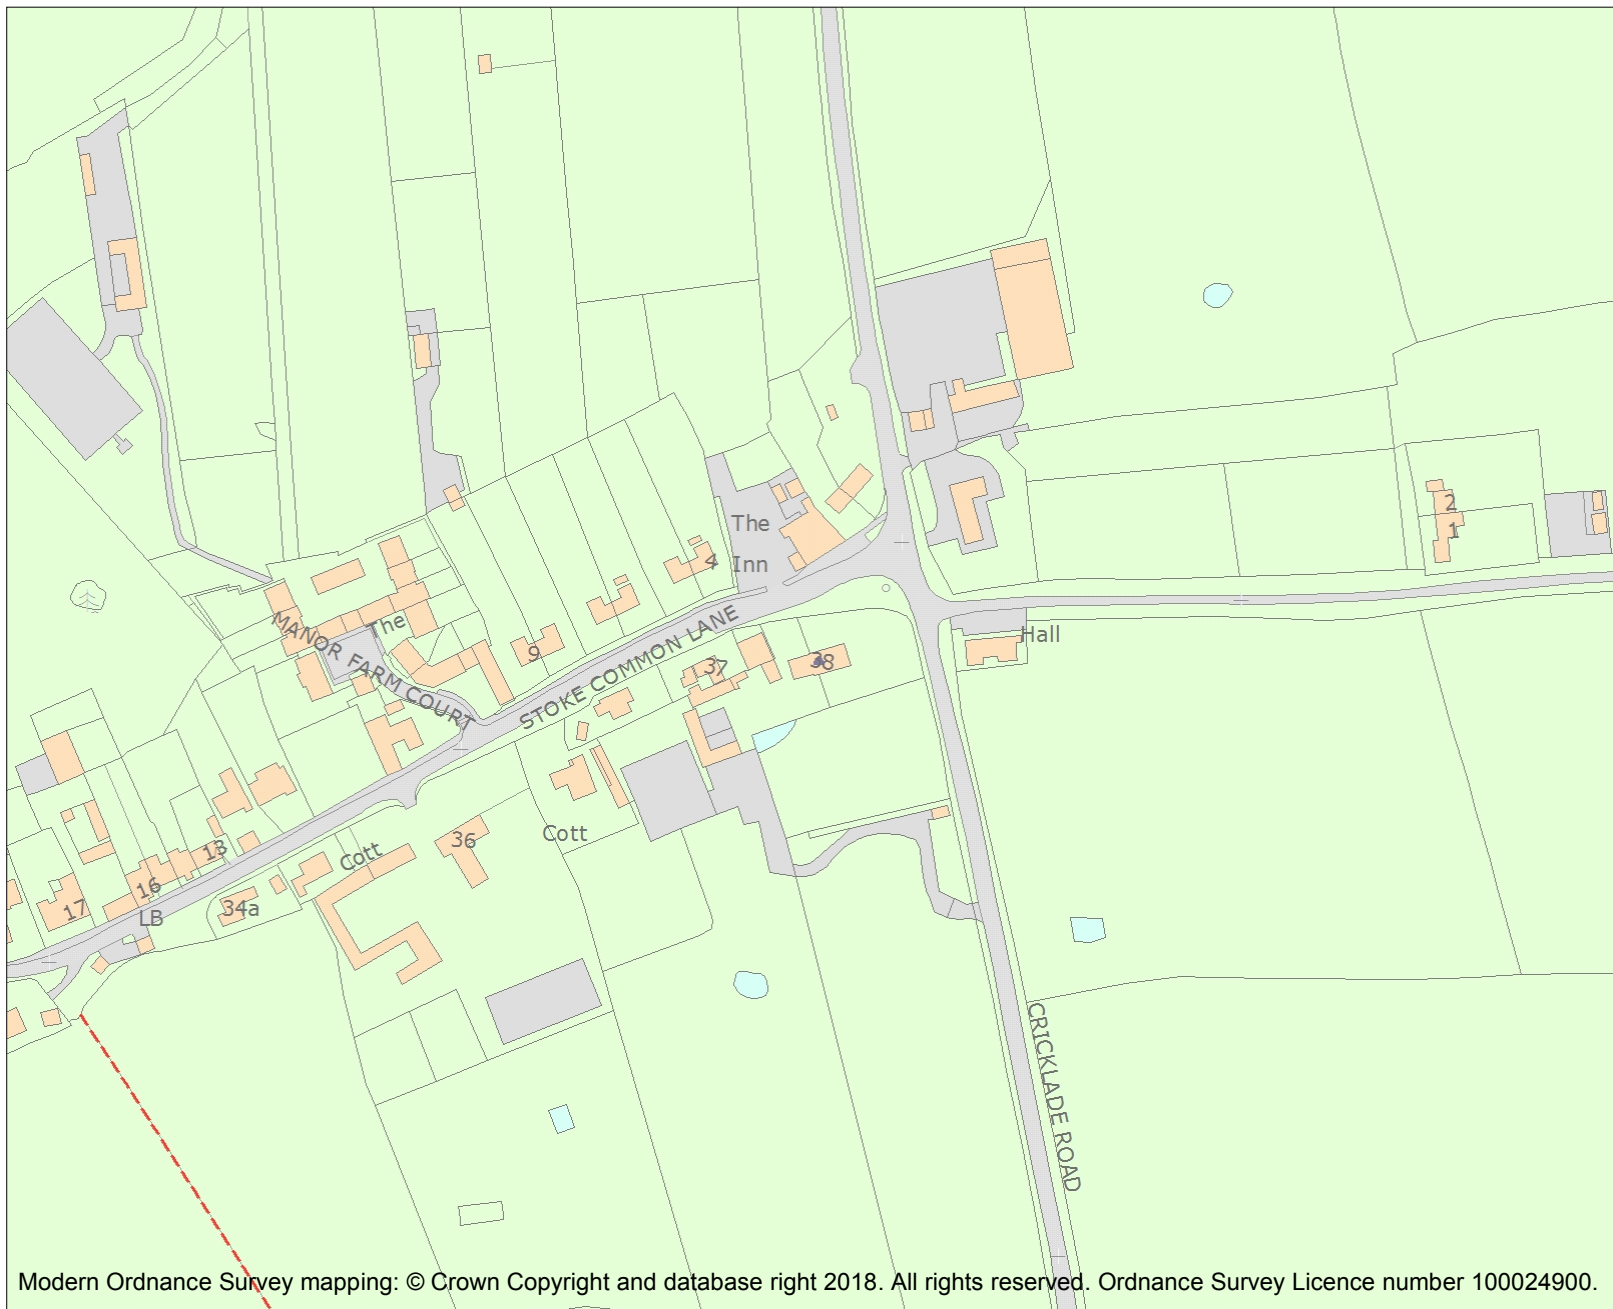 The
Inn
4
2
1
MANOR FARM COURT
The
9
STOKE COMMON LANE
37
38
Hall
Cott
36
Cott
13
16
17
LB
34a
CRICKLADE ROAD
Modern Ordnance Survey mapping: © Crown Copyright and database right 2018. All rights reserved. Ordnance Survey Licence number 100024900.